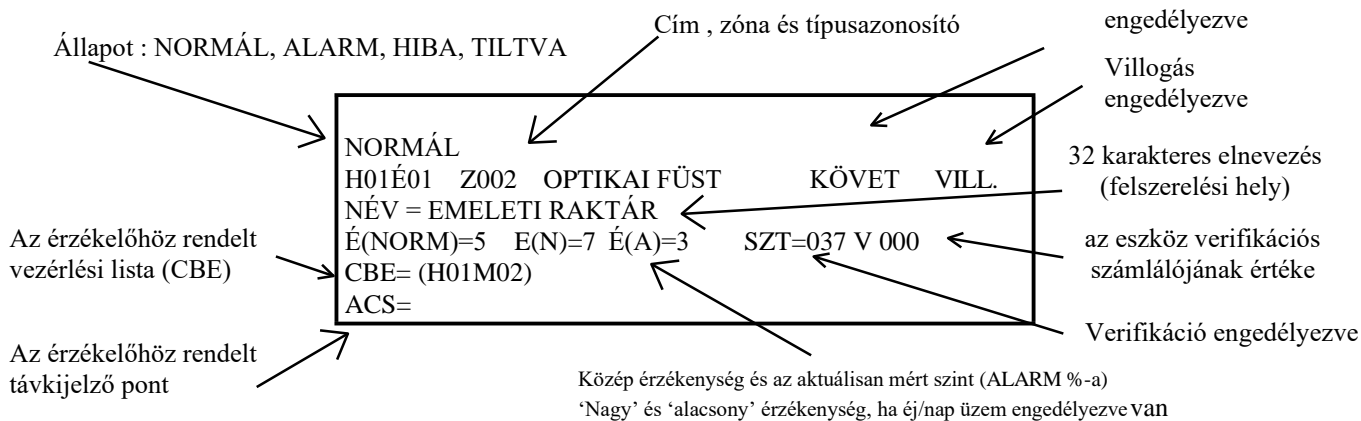 Állapot : NORMÁL, ALARM, HIBA, TILTVA
Cím , zóna és típusazonosító
engedélyezve
Villogás
engedélyezve
NORMÁL
H01É01 Z002 OPTIKAI FÜST KÖVET VILL.
NÉV = EMELETI RAKTÁR
É(NORM)=5 E(N)=7 É(A)=3 SZT=037 V 000
CBE= (H01M02)
ACS=
32 karakteres elnevezés
(felszerelési hely)
az eszköz verifikációs
számlálójának értéke
Verifikáció engedélyezve
Az érzékelőhöz rendelt
vezérlési lista (CBE)
Az érzékelőhöz rendelt
távkijelző pont
Közép érzékenység és az aktuálisan mért szint (ALARM %-a)
‘Nagy’ és ‘alacsony’ érzékenység, ha éj/nap üzem engedélyezve van